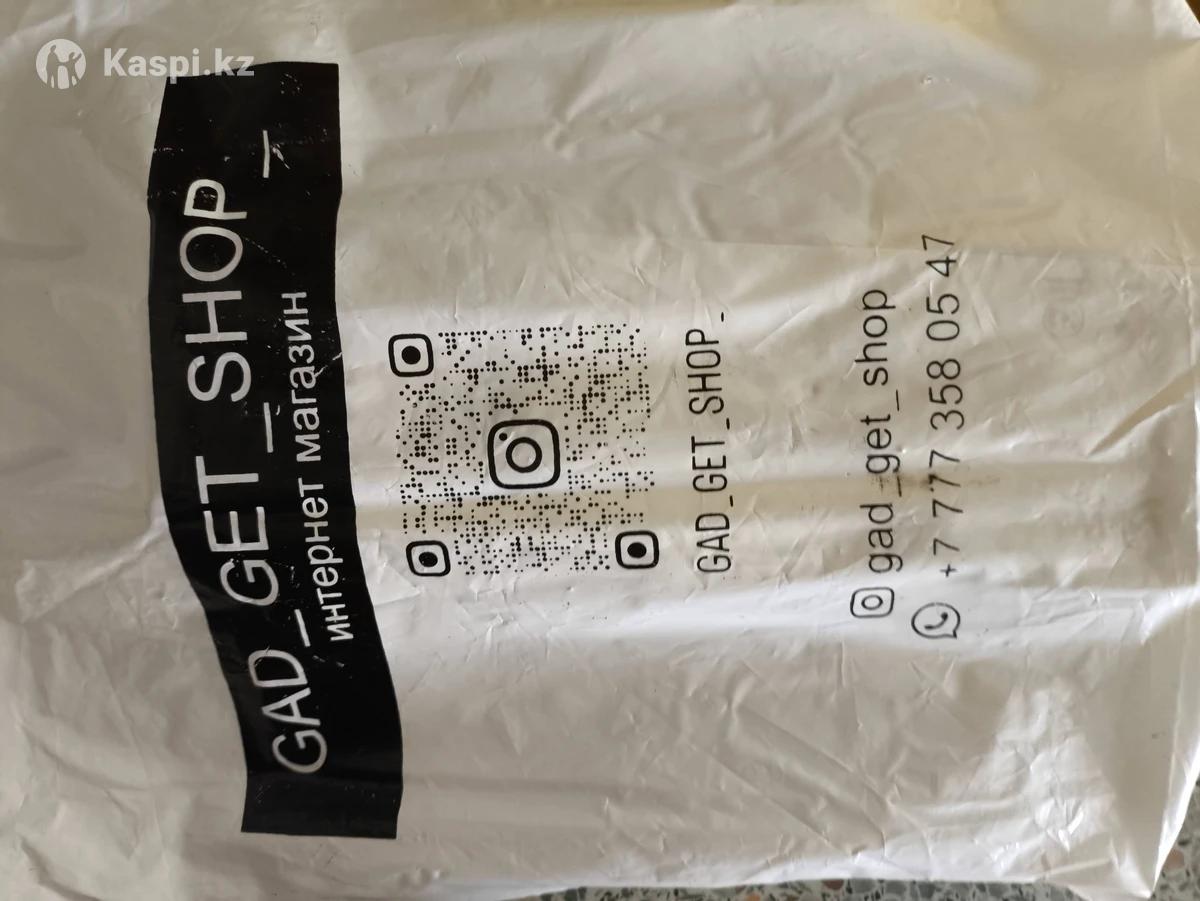 Kaspi.kz
GAD_GET_SHOP_
интернет магазин
GAD_GET_SHOP_
gad_get_shop
+7 777 358 05 47